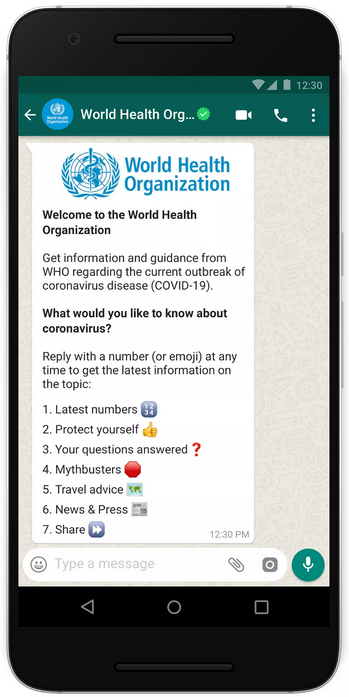 12:30
World Health Org...
World Health
Organization
Welcome to the World Health
Organization
Get information and guidance from
WHO regarding the current outbreak of
coronavirus disease (COVID-19).
What would you like to know about
coronavirus?
Reply with a number (or emoji) at any
time to get the latest information on
the topic:
1. Latest numbers 🔢
2. Protect yourself 👍
3. Your questions answered ❓
4. Mythbusters 🛑
5. Travel advice 🗺️
6. News & Press 📰
7. Share ⏩
12:30 PM
Type a message